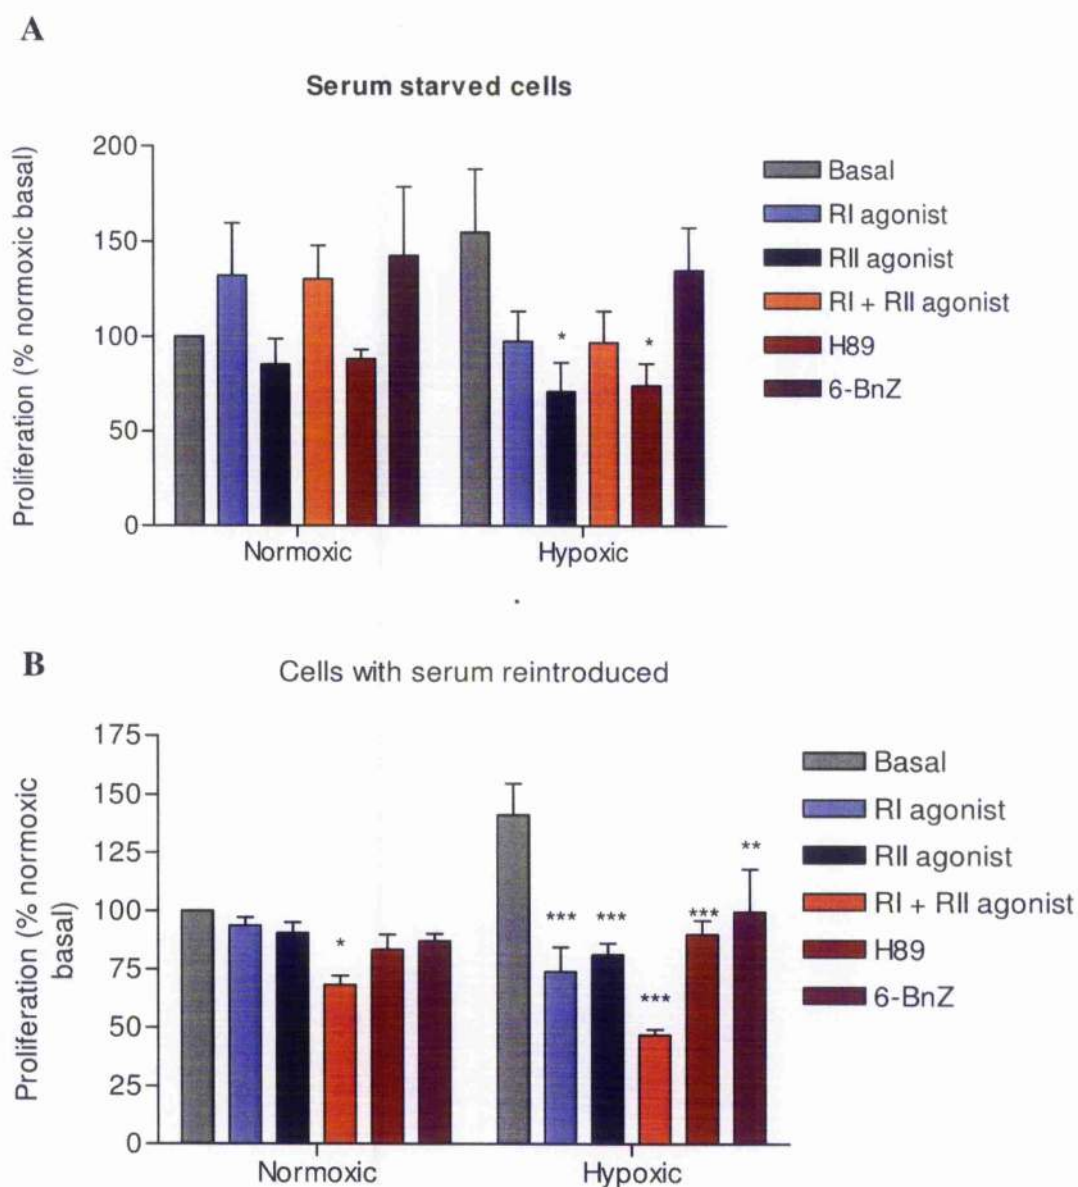 A
Serum starved cells
Proliferation (% normoxic basal)
200
150
100
50
0
*
*
Normoxic
Hypoxic
Basal
RI agonist
RII agonist
RI + RII agonist
H89
6-BnZ
B
Cells with serum reintroduced
Proliferation (% normoxic
basal)
175
150
125
100
75
50
25
0
*
***
***
***
***
**
Normoxic
Hypoxic
Basal
RI agonist
RII agonist
RI + RII agonist
H89
6-BnZ